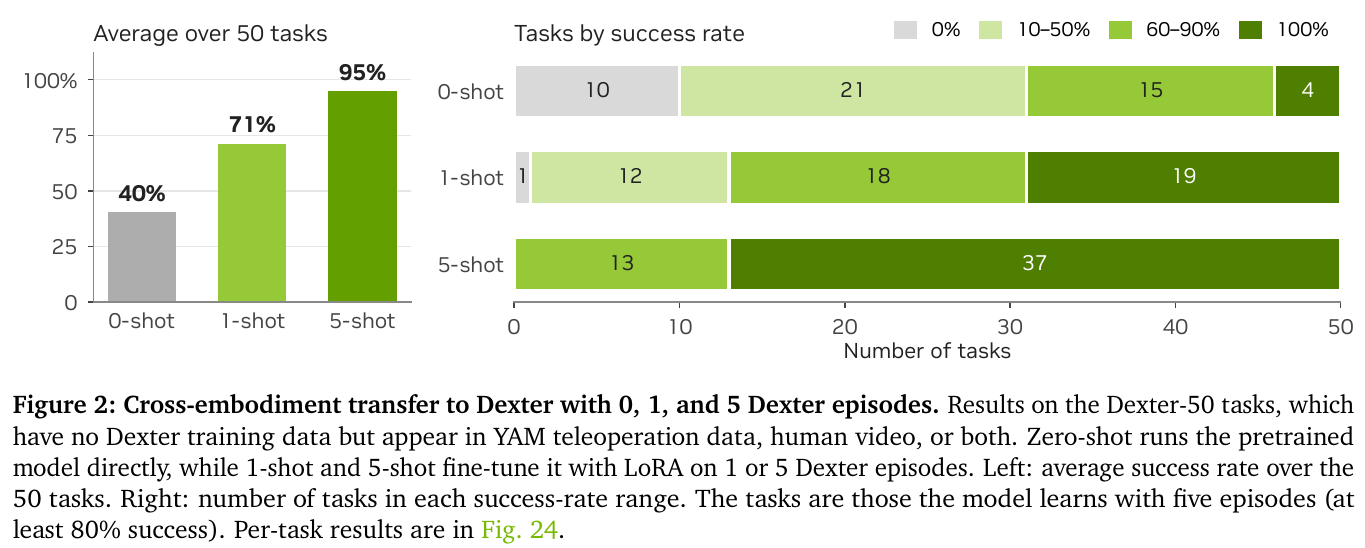 Average over 50 tasks
100%
75
50
25
0
40%
71%
95%
0-shot
1-shot
5-shot
Tasks by success rate
0%
10–50%
60–90%
100%
0-shot
10
21
15
4
1-shot
1
12
18
19
5-shot
13
37
0
10
20
30
40
50
Number of tasks
Figure 2: Cross-embodiment transfer to Dexter with 0, 1, and 5 Dexter episodes. Results on the Dexter-50 tasks, which
have no Dexter training data but appear in YAM teleoperation data, human video, or both. Zero-shot runs the pretrained
model directly, while 1-shot and 5-shot fine-tune it with LoRA on 1 or 5 Dexter episodes. Left: average success rate over the
50 tasks. Right: number of tasks in each success-rate range. The tasks are those the model learns with five episodes (at
least 80% success). Per-task results are in Fig. 24.